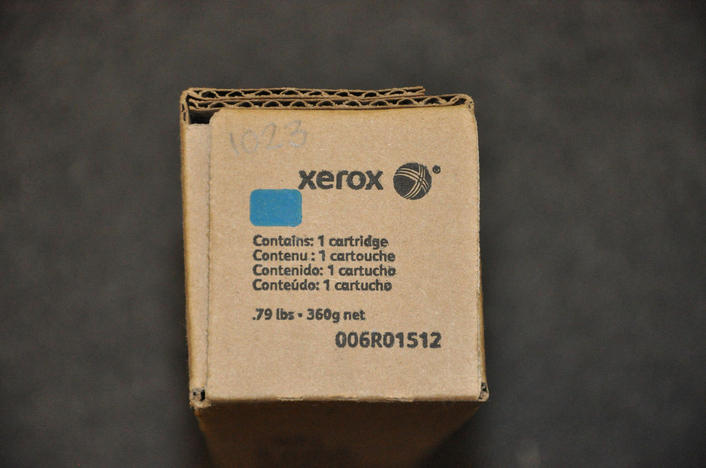 1023
xerox ®
Contains: 1 cartridge
Contenu : 1 cartouche
Contenido: 1 cartucho
Conteúdo: 1 cartucho
.79 lbs • 360g net
006R01512